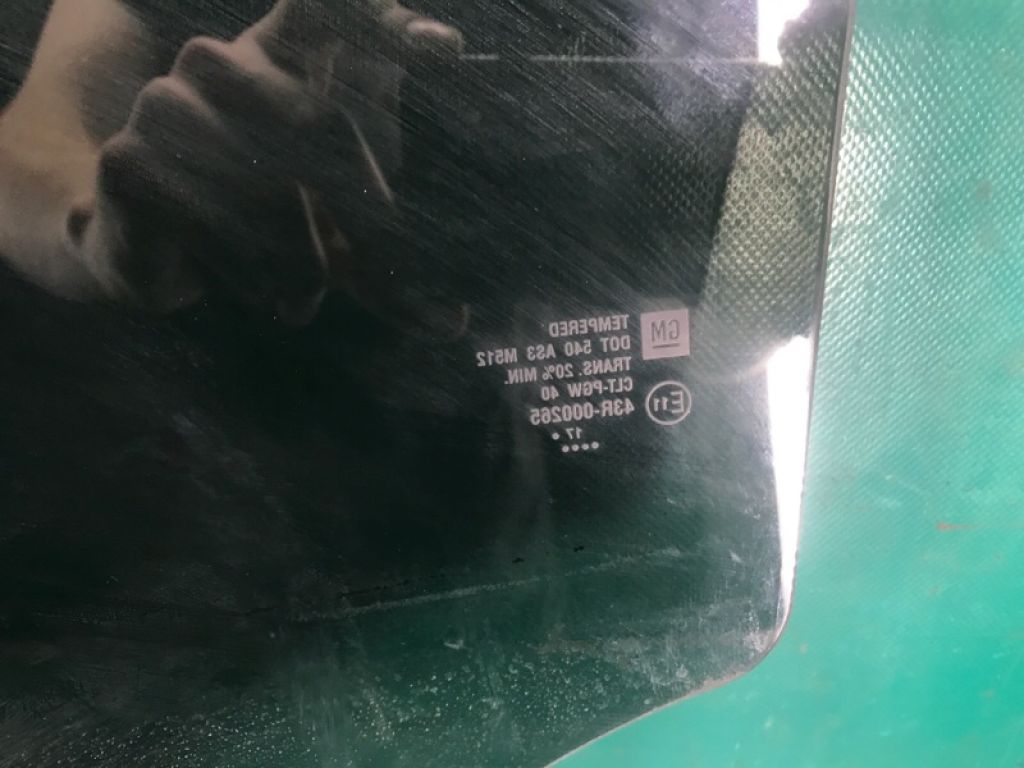 GM
TEMPERED
DOT 540 AS3 M512
TRANS. 20% MIN.
CLT-PGW 40
E11
43R-000265
17